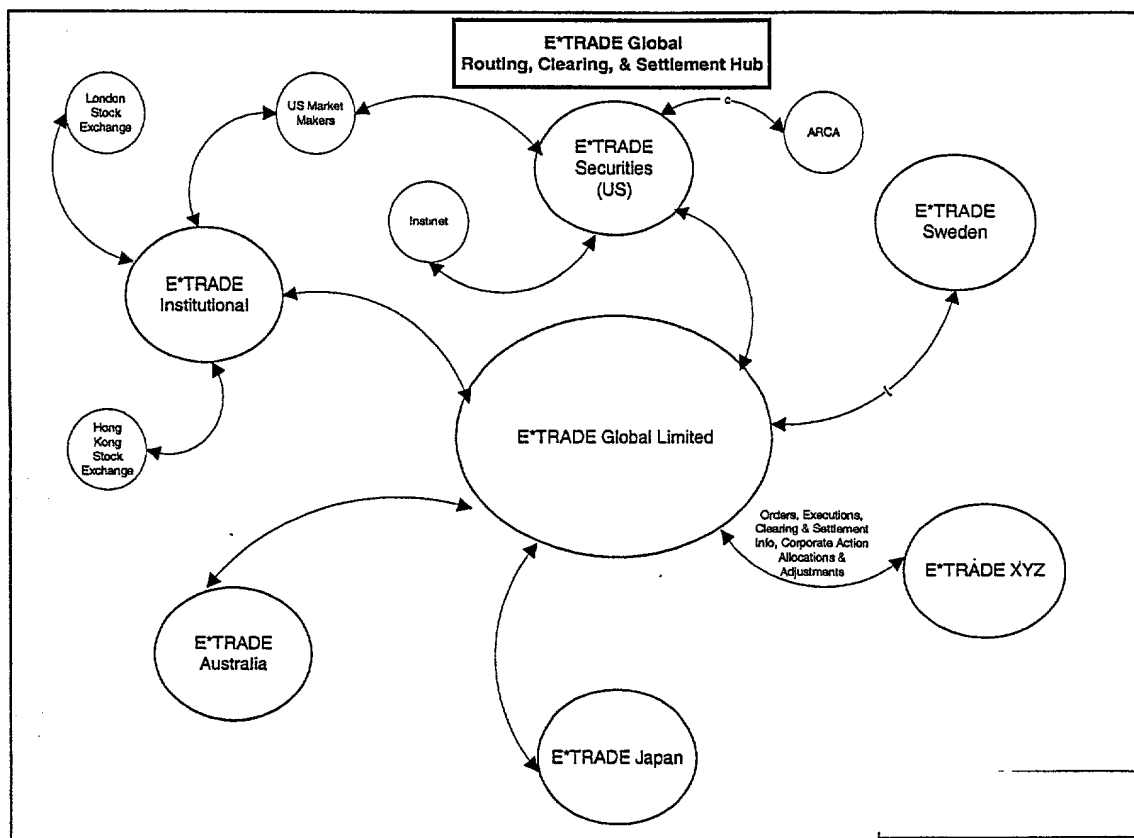 E*TRADE Global
Routing, Clearing, & Settlement Hub
London
Stock
Exchange
US Market
Makers
E*TRADE
Securities
(US)
ARCA
Instinet
E*TRADE
Sweden
E*TRADE
Institutional
E*TRADE Global Limited
Hong
Kong
Stock
Exchange
Orders, Executions,
Clearing & Settlement
Info, Corporate Action
Allocations &
Adjustments
E*TRADE XYZ
E*TRADE
Australia
E*TRADE Japan